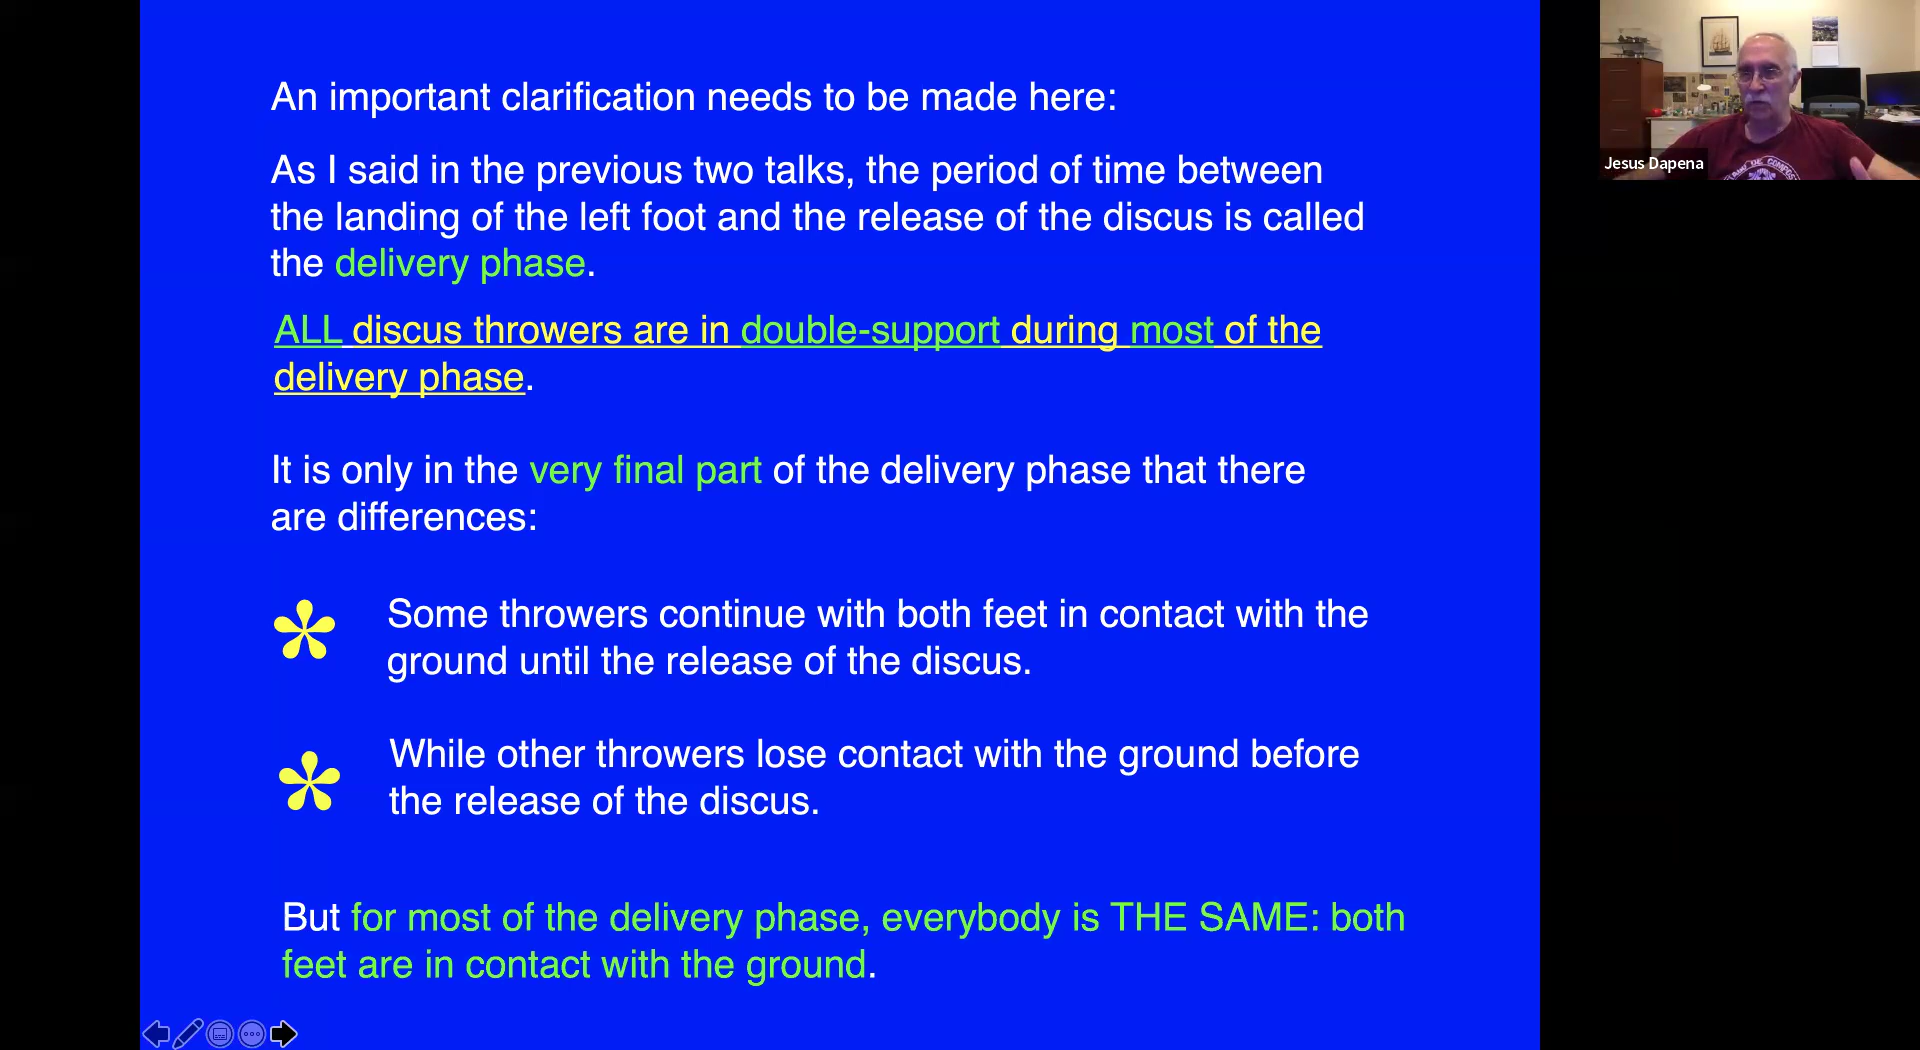 An important clarification needs to be made here:
As I said in the previous two talks, the period of time between
the landing of the left foot and the release of the discus is called
the delivery phase.
ALL discus throwers are in double-support during most of the
delivery phase.
It is only in the very final part of the delivery phase that there
are differences:
* Some throwers continue with both feet in contact with the
ground until the release of the discus.
* While other throwers lose contact with the ground before
the release of the discus.
But for most of the delivery phase, everybody is THE SAME: both
feet are in contact with the ground.
Jesus Dapena